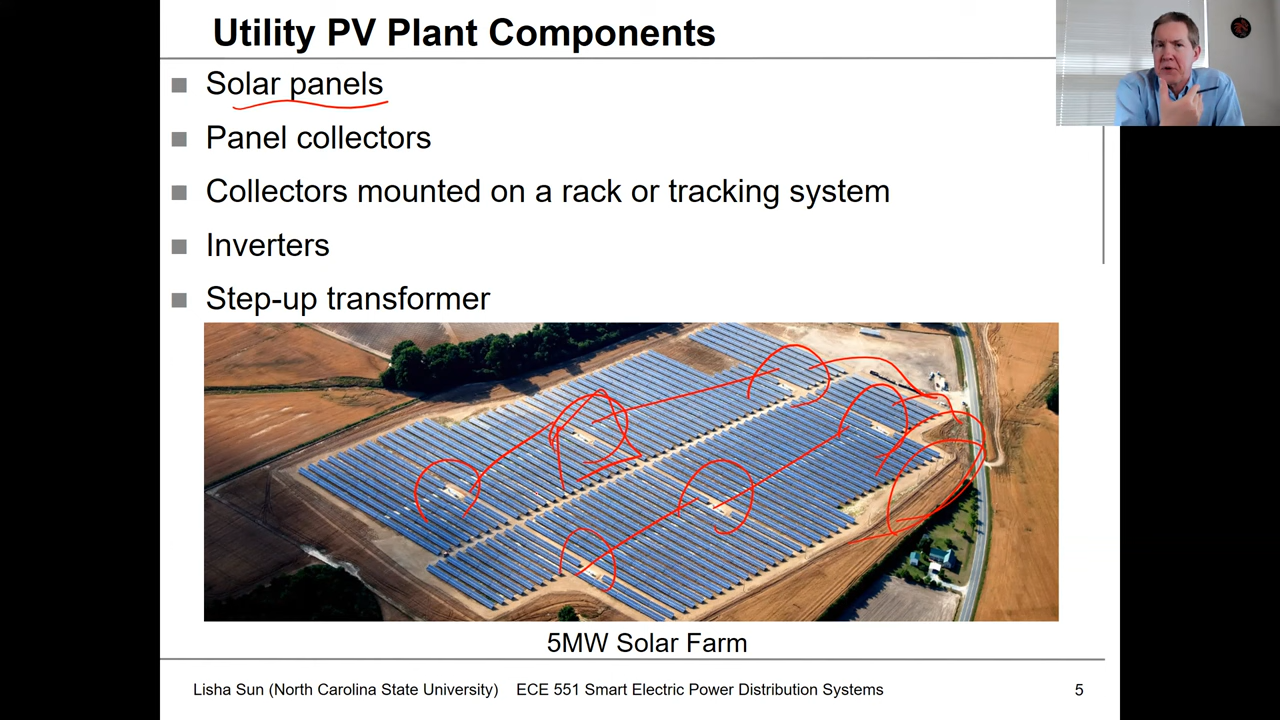 Utility PV Plant Components
Solar panels
Panel collectors
Collectors mounted on a rack or tracking system
Inverters
Step-up transformer
5MW Solar Farm
Lisha Sun (North Carolina State University) ECE 551 Smart Electric Power Distribution Systems 5